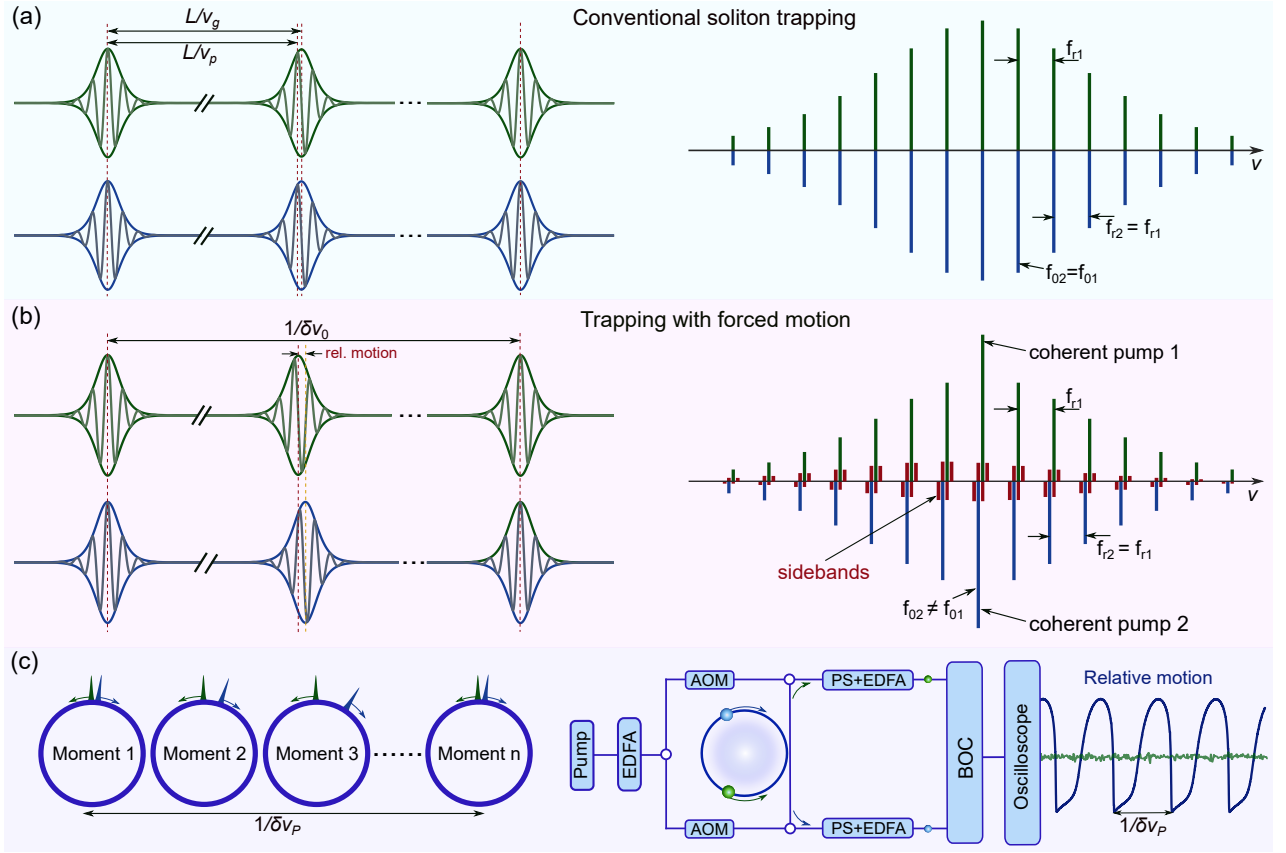 (a)
Conventional soliton trapping
L/v_g
L/v_p
...
f_r1
v
f_r2 = f_r1
f_02=f_01
(b)
Trapping with forced motion
1/δv_0
rel. motion
...
coherent pump 1
f_r1
v
f_r2 = f_r1
sidebands
f_02 ≠ f_01
coherent pump 2
(c)
Moment 1
Moment 2
Moment 3
......
Moment n
1/δv_P
Pump
EDFA
AOM
AOM
PS+EDFA
PS+EDFA
BOC
Oscilloscope
Relative motion
1/δv_P